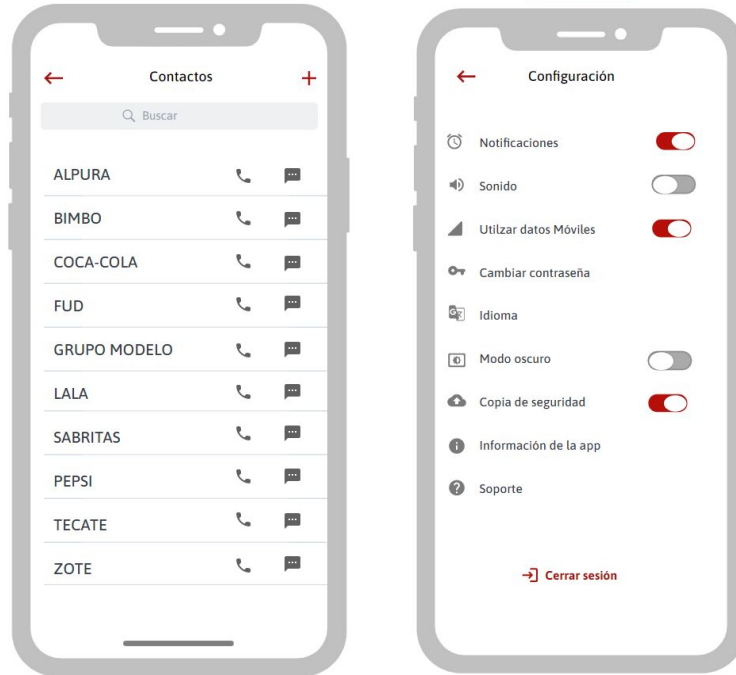 Contactos
Buscar
ALPURA
BIMBO
COCA-COLA
FUD
GRUPO MODELO
LALA
SABRITAS
PEPSI
TECATE
ZOTE
Configuración
Notificaciones
Sonido
Utilzar datos Móviles
Cambiar contraseña
Idioma
Modo oscuro
Copia de seguridad
Información de la app
Soporte
Cerrar sesión